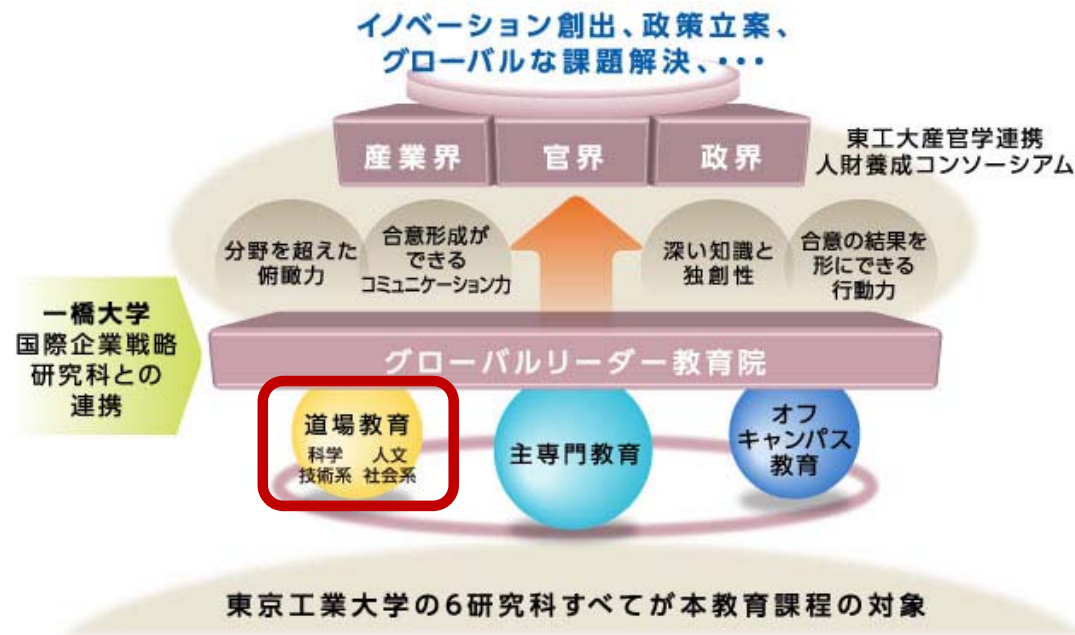 イノベーション創出、政策立案、
グローバルな課題解決、・・・
産業界
官界
政界
東工大産官学連携
人財養成コンソーシアム
分野を超えた
俯瞰力
合意形成が
できる
コミュニケーション力
深い知識と
独創性
合意の結果を
形にできる
行動力
一橋大学
国際企業戦略
研究科との
連携
グローバルリーダー教育院
道場教育
科学
技術系
人文
社会系
主専門教育
オフ
キャンパス
教育
東京工業大学の6研究科すべてが本教育課程の対象